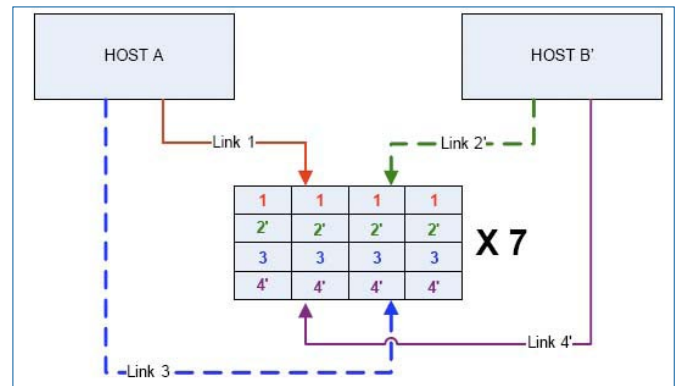 HOST A
HOST B'
Link 1
Link 2'
1 1 1 1
2' 2' 2' 2'
3 3 3 3
4' 4' 4' 4'
X 7
Link 4'
Link 3